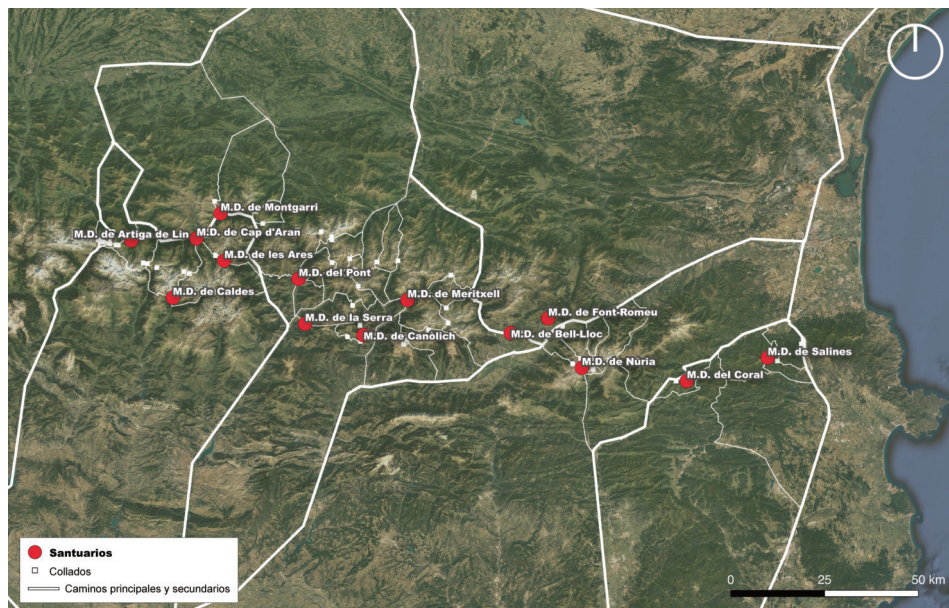 M.D. de Montgarri
M.D. de Artiga de Lin
M.D. de Cap d'Aran
M.D. de les Ares
M.D. del Pont
M.D. de Caldes
M.D. de Meritxell
M.D. de la Serra
M.D. de Canòlich
M.D. de Font-Romeu
M.D. de Bell-Lloc
M.D. de Núria
M.D. de Salines
M.D. del Coral
Santuarios
Collados
Caminos principales y secundarios
0 25 50 km